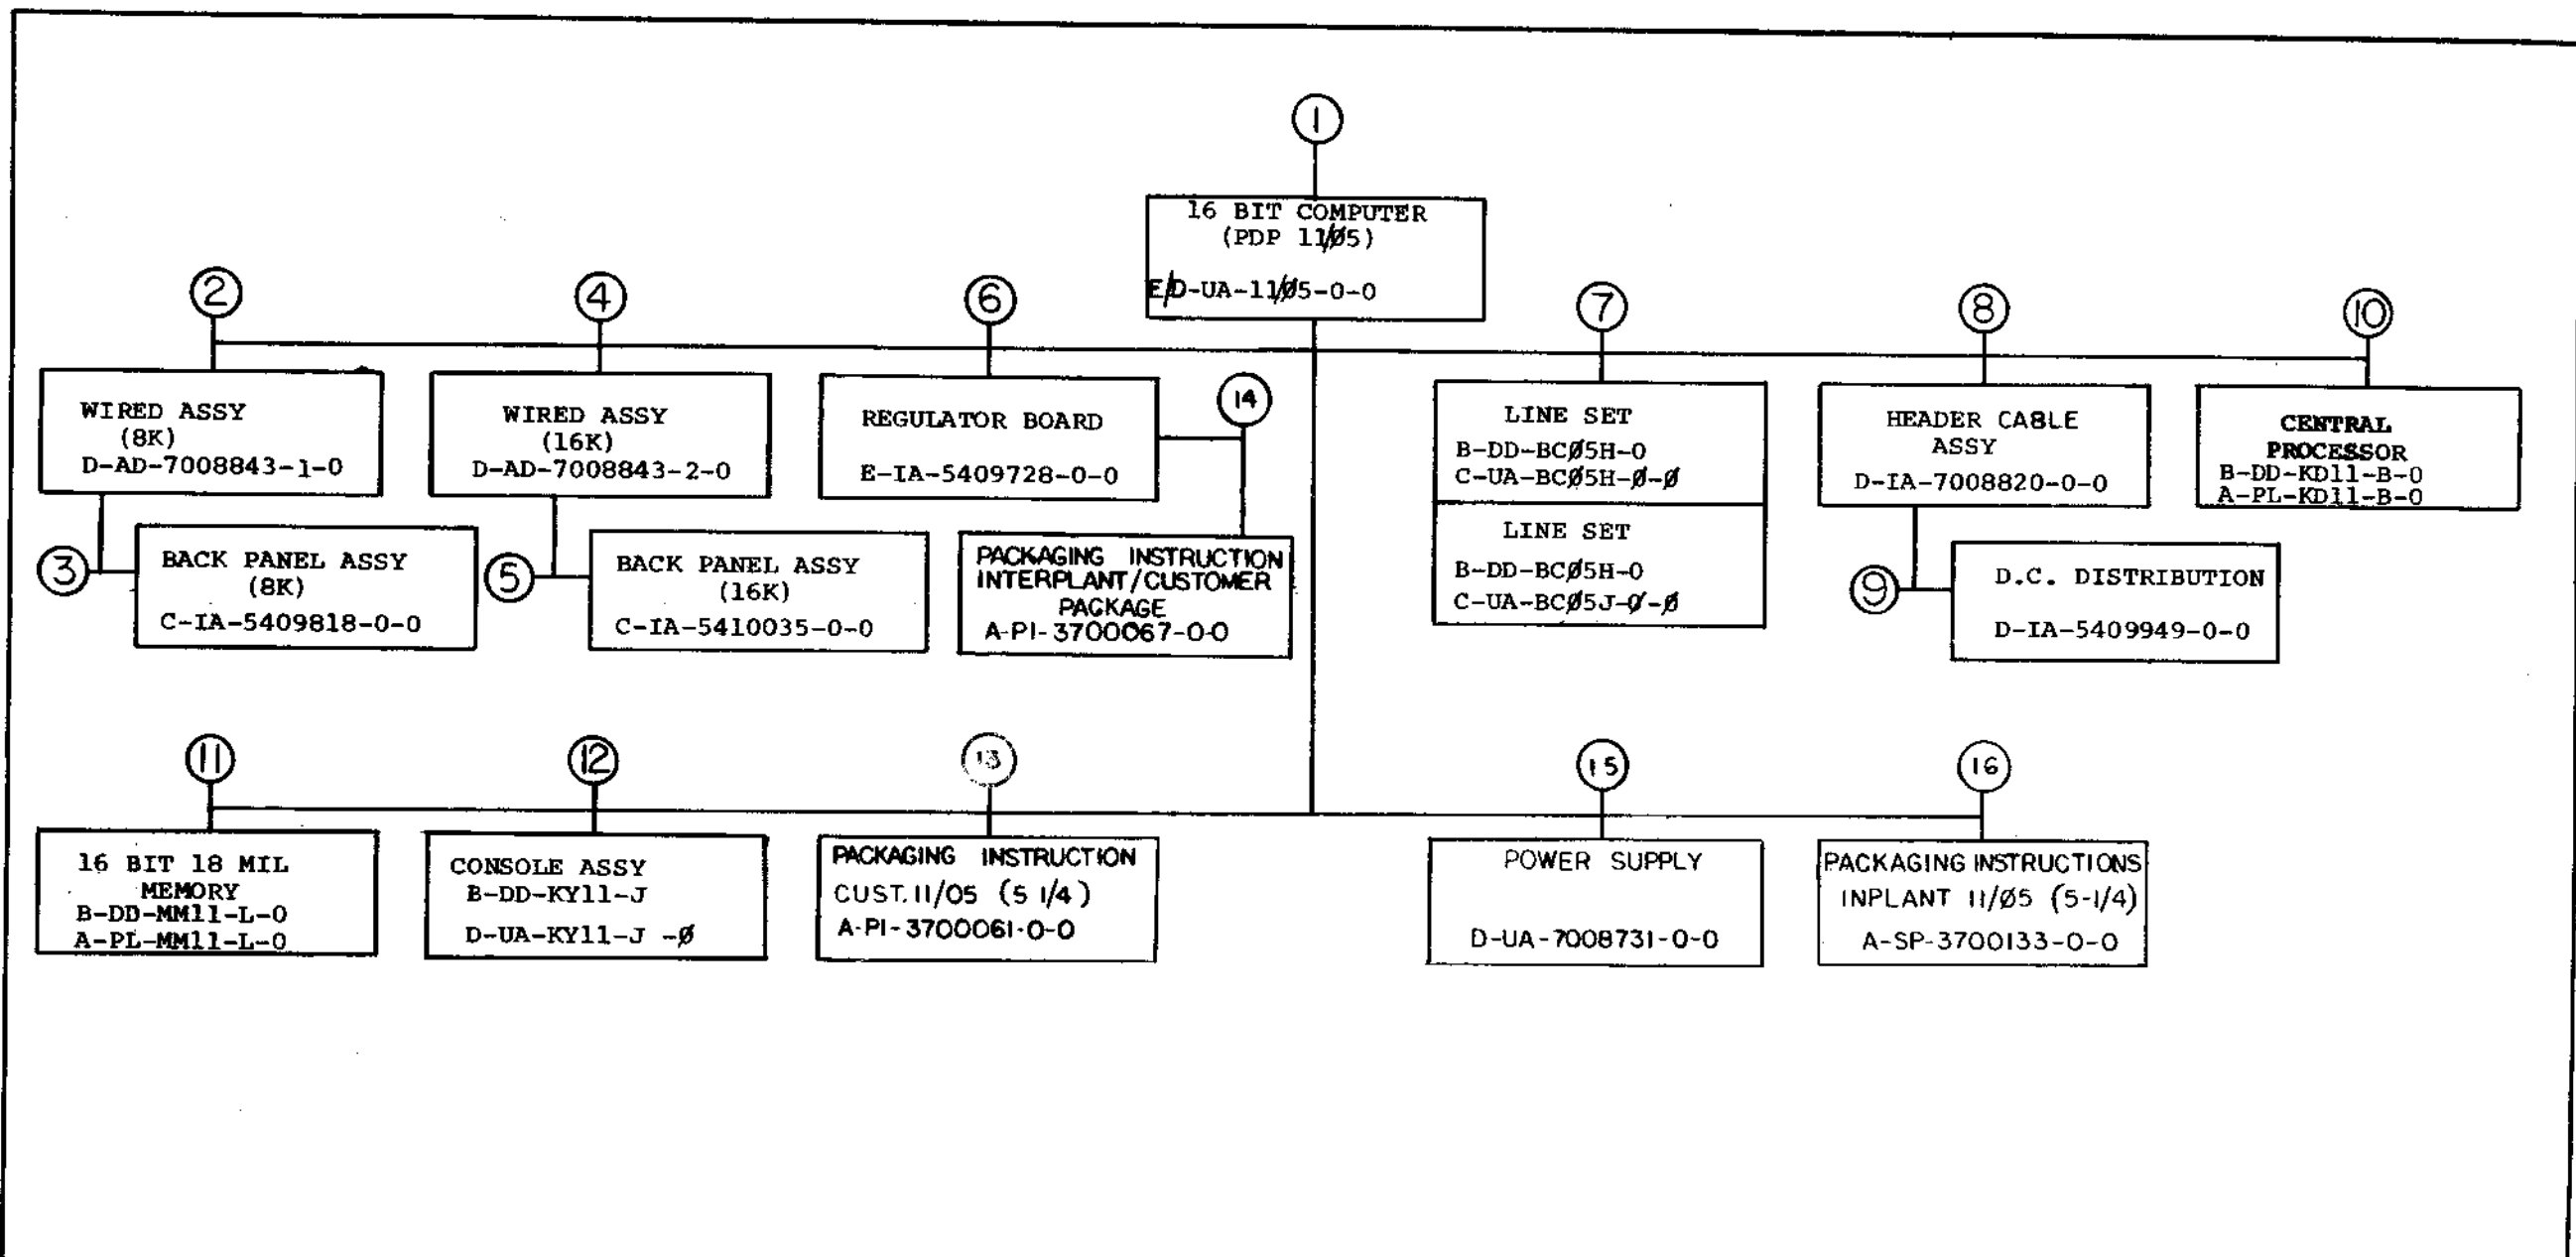 1
16 BIT COMPUTER
(PDP 11/Ø5)
E/D-UA-11/Ø5-0-0
2
4
6
7
8
10
WIRED ASSY
(8K)
D-AD-7008843-1-0
WIRED ASSY
(16K)
D-AD-7008843-2-0
REGULATOR BOARD
E-IA-5409728-0-0
14
LINE SET
B-DD-BCØ5H-0
C-UA-BCØ5H-Ø-Ø
LINE SET
B-DD-BCØ5H-0
C-UA-BCØ5J-Ø-Ø
HEADER CABLE
ASSY
D-IA-7008820-0-0
CENTRAL
PROCESSOR
B-DD-KD11-B-0
A-PL-KD11-B-0
3
BACK PANEL ASSY
(8K)
C-IA-5409818-0-0
5
BACK PANEL ASSY
(16K)
C-IA-5410035-0-0
PACKAGING INSTRUCTION
INTERPLANT/CUSTOMER
PACKAGE
A-PI-3700067-0-0
9
D.C. DISTRIBUTION
D-IA-5409949-0-0
11
12
13
15
16
16 BIT 18 MIL
MEMORY
B-DD-MM11-L-0
A-PL-MM11-L-0
CONSOLE ASSY
B-DD-KY11-J
D-UA-KY11-J -Ø
PACKAGING INSTRUCTION
CUST. 11/05 (5 1/4)
A-PI-3700061-0-0
POWER SUPPLY
D-UA-7008731-0-0
PACKAGING INSTRUCTIONS
INPLANT 11/Ø5 (5-1/4)
A-SP-3700133-0-0